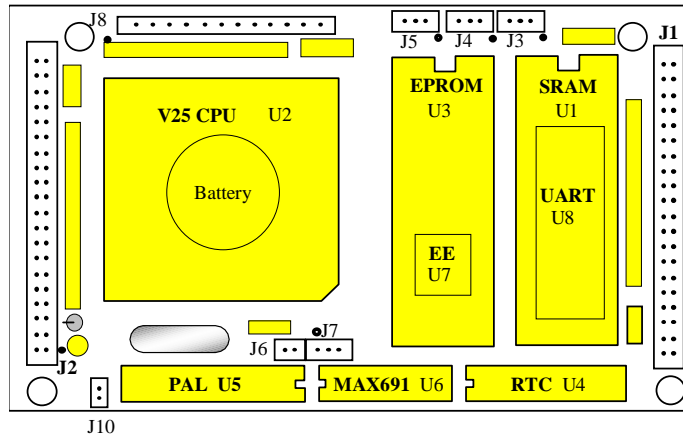 J8
J5
J4
J3
J1
V25 CPU U2
EPROM
U3
SRAM
U1
Battery
UART
U8
EE
U7
J6
J7
J2
PAL U5
MAX691 U6
RTC U4
J10